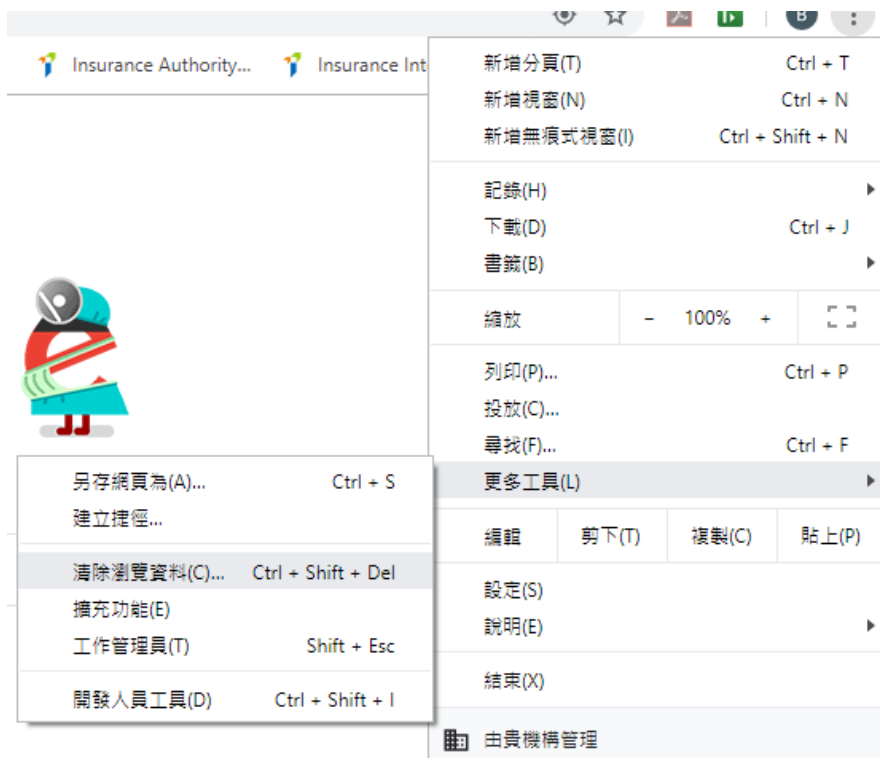 B
Insurance Authority...
Insurance Int
新增分頁(T) Ctrl + T
新增視窗(N) Ctrl + N
新增無痕式視窗(I) Ctrl + Shift + N
記錄(H)
下載(D) Ctrl + J
書籤(B)
縮放 - 100% +
列印(P)... Ctrl + P
投放(C)...
尋找(F)... Ctrl + F
更多工具(L)
編輯 剪下(T) 複製(C) 貼上(P)
設定(S)
說明(E)
結束(X)
由貴機構管理
另存網頁為(A)... Ctrl + S
建立捷徑...
清除瀏覽資料(C)... Ctrl + Shift + Del
擴充功能(E)
工作管理員(T) Shift + Esc
開發人員工具(D) Ctrl + Shift + I